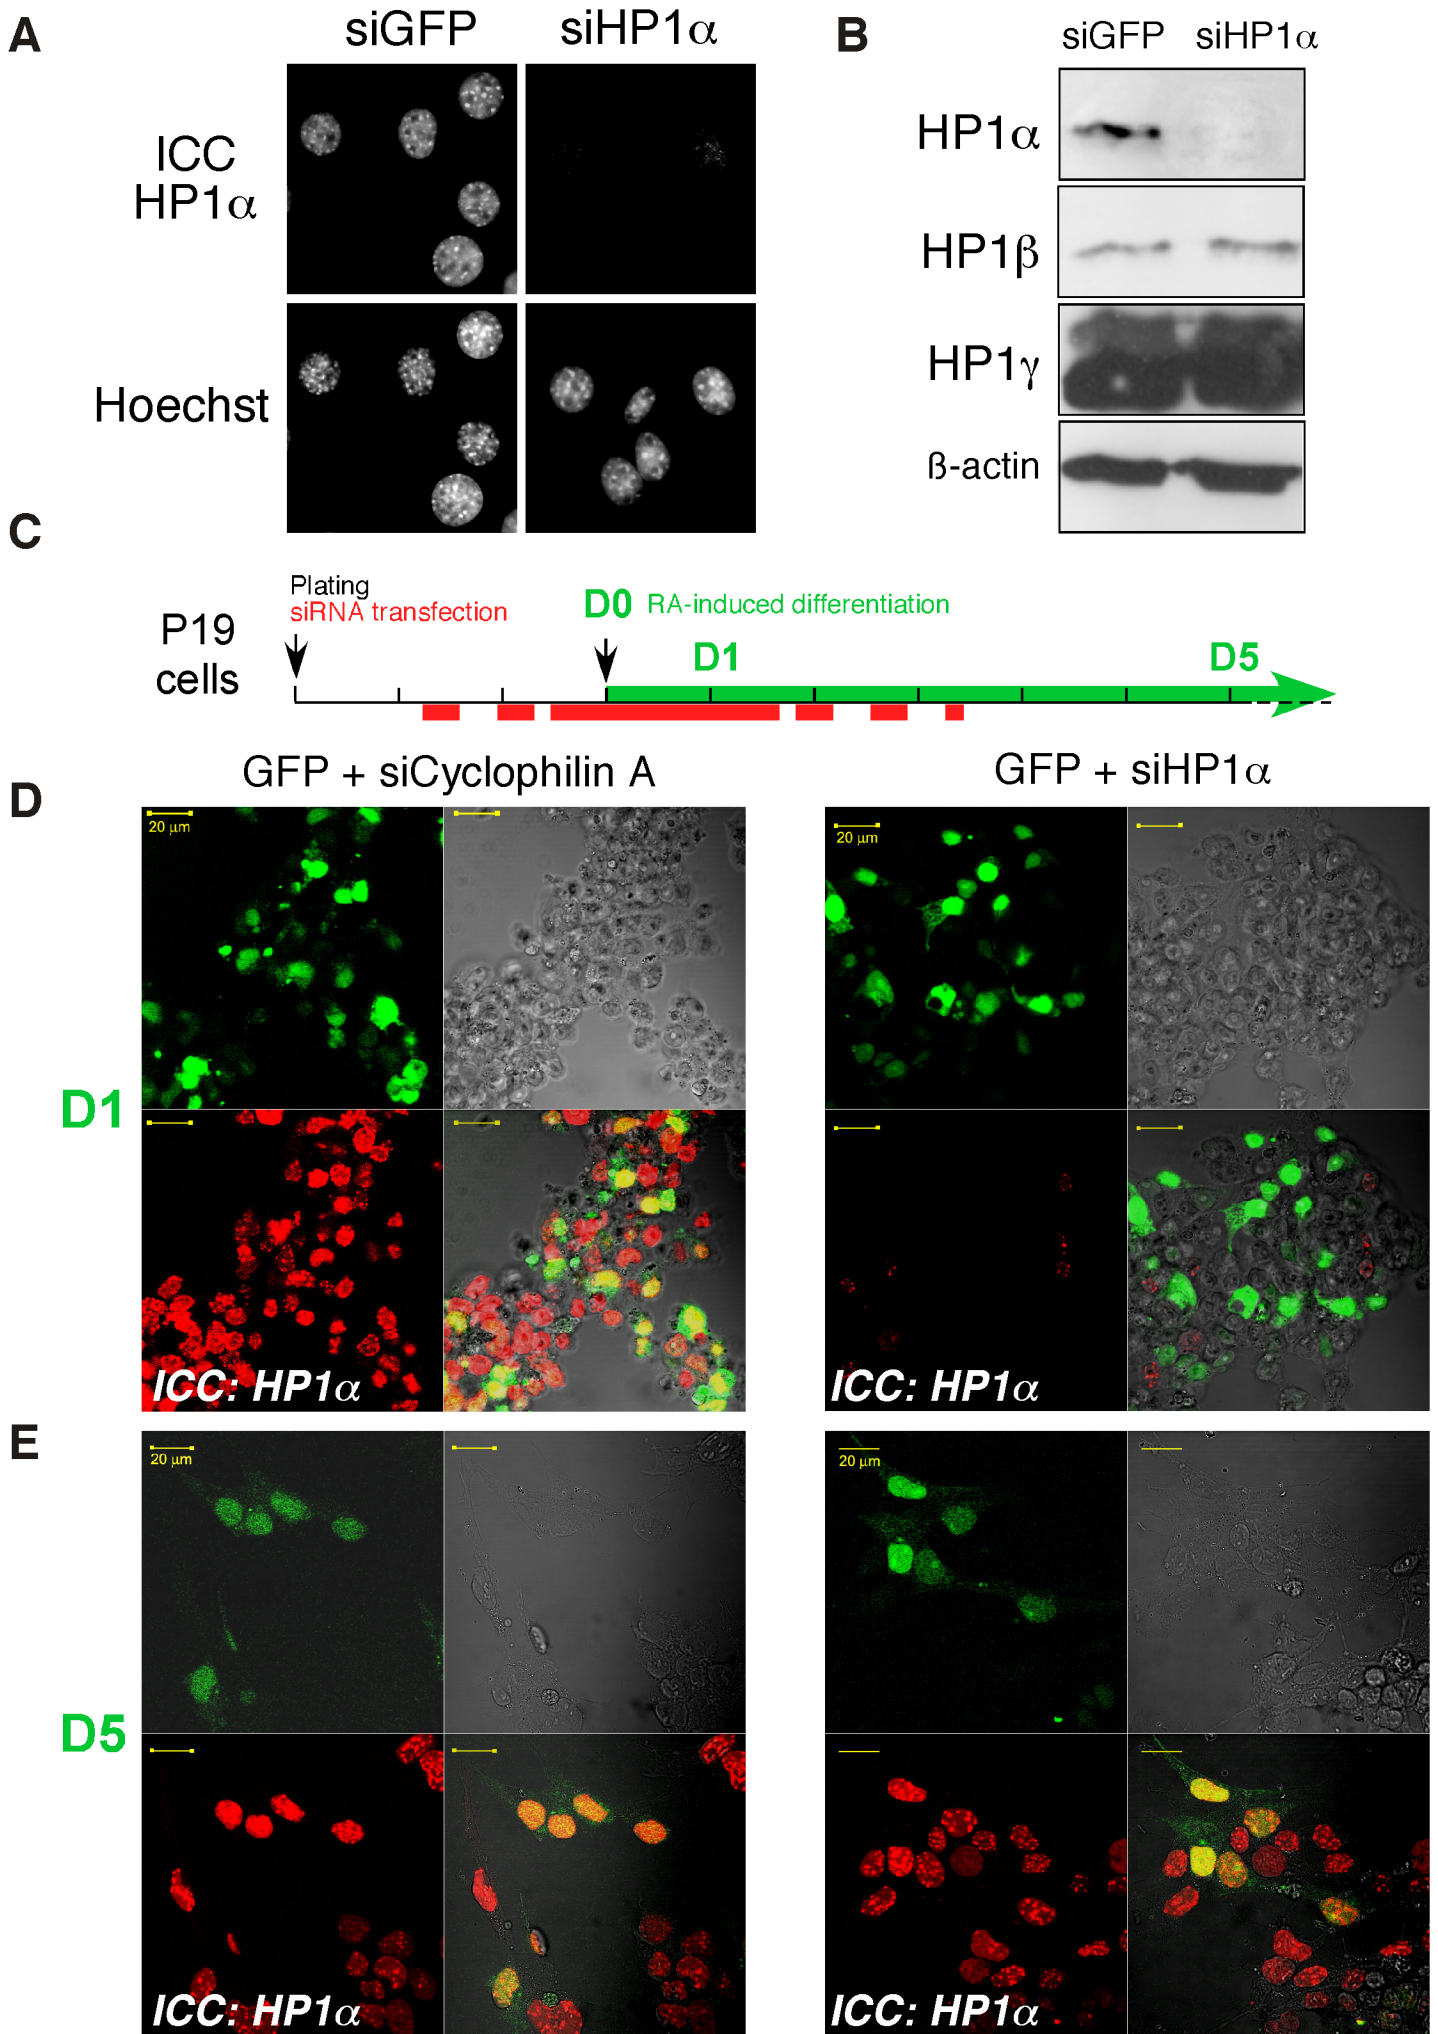 A
siGFP
siHP1α
ICC
HP1α
Hoechst
B
siGFP
siHP1α
HP1α
HP1β
HP1γ
ß-actin
C
P19
cells
Plating
siRNA transfection
D0
RA-induced differentiation
D1
D5
D
GFP + siCyclophilin A
GFP + siHP1α
D1
20 µm
ICC: HP1α
20 µm
ICC: HP1α
E
D5
20 µm
ICC: HP1α
20 µm
ICC: HP1α